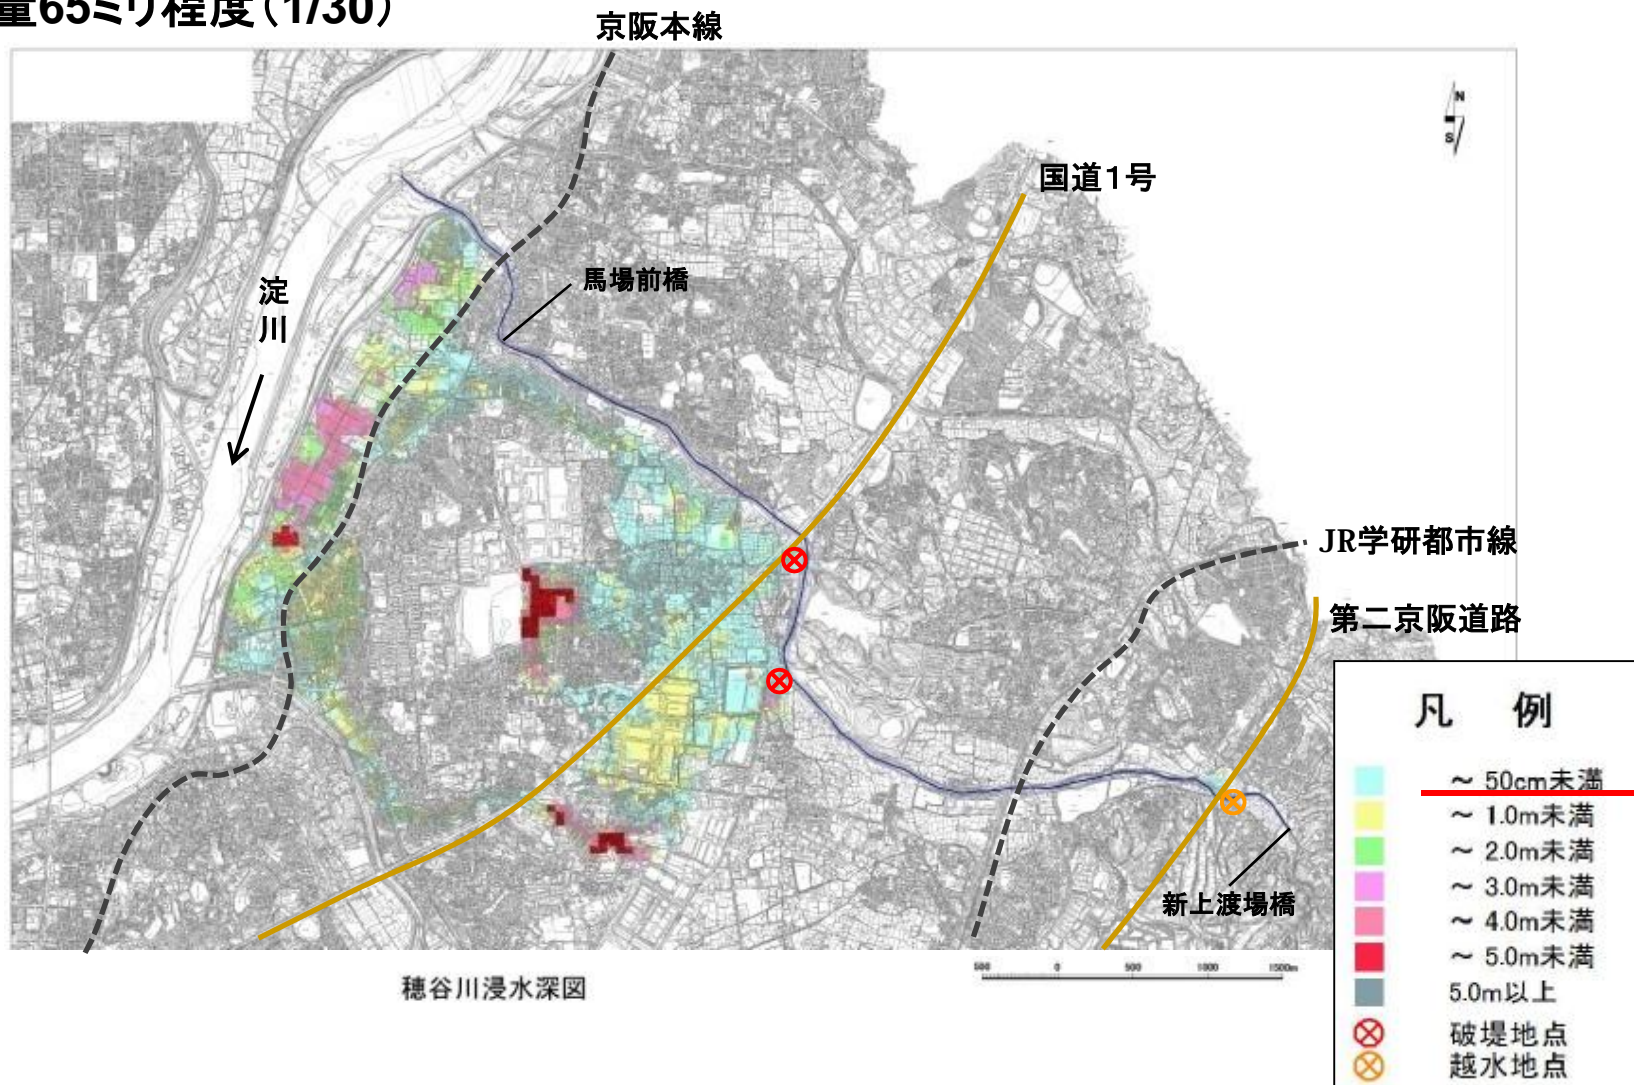 量65ミリ程度（1/30）
京阪本線
N
S
国道1号
淀川
馬場前橋
JR学研都市線
第二京阪道路
凡　例
～ 50cm未満
～ 1.0m未満
～ 2.0m未満
～ 3.0m未満
～ 4.0m未満
～ 5.0m未満
5.0m以上
破堤地点
越水地点
新上渡場橋
500 0 500 1000 1500m
穂谷川浸水深図